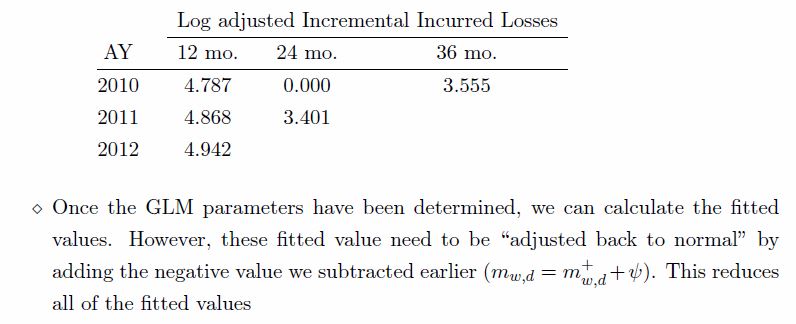 Log adjusted Incremental Incurred Losses
AY 12 mo. 24 mo. 36 mo.
2010 4.787 0.000 3.555
2011 4.868 3.401
2012 4.942
⋄ Once the GLM parameters have been determined, we can calculate the fitted
values. However, these fitted value need to be “adjusted back to normal” by
adding the negative value we subtracted earlier (m_{w,d} = m^+_{w,d} + ψ). This reduces
all of the fitted values